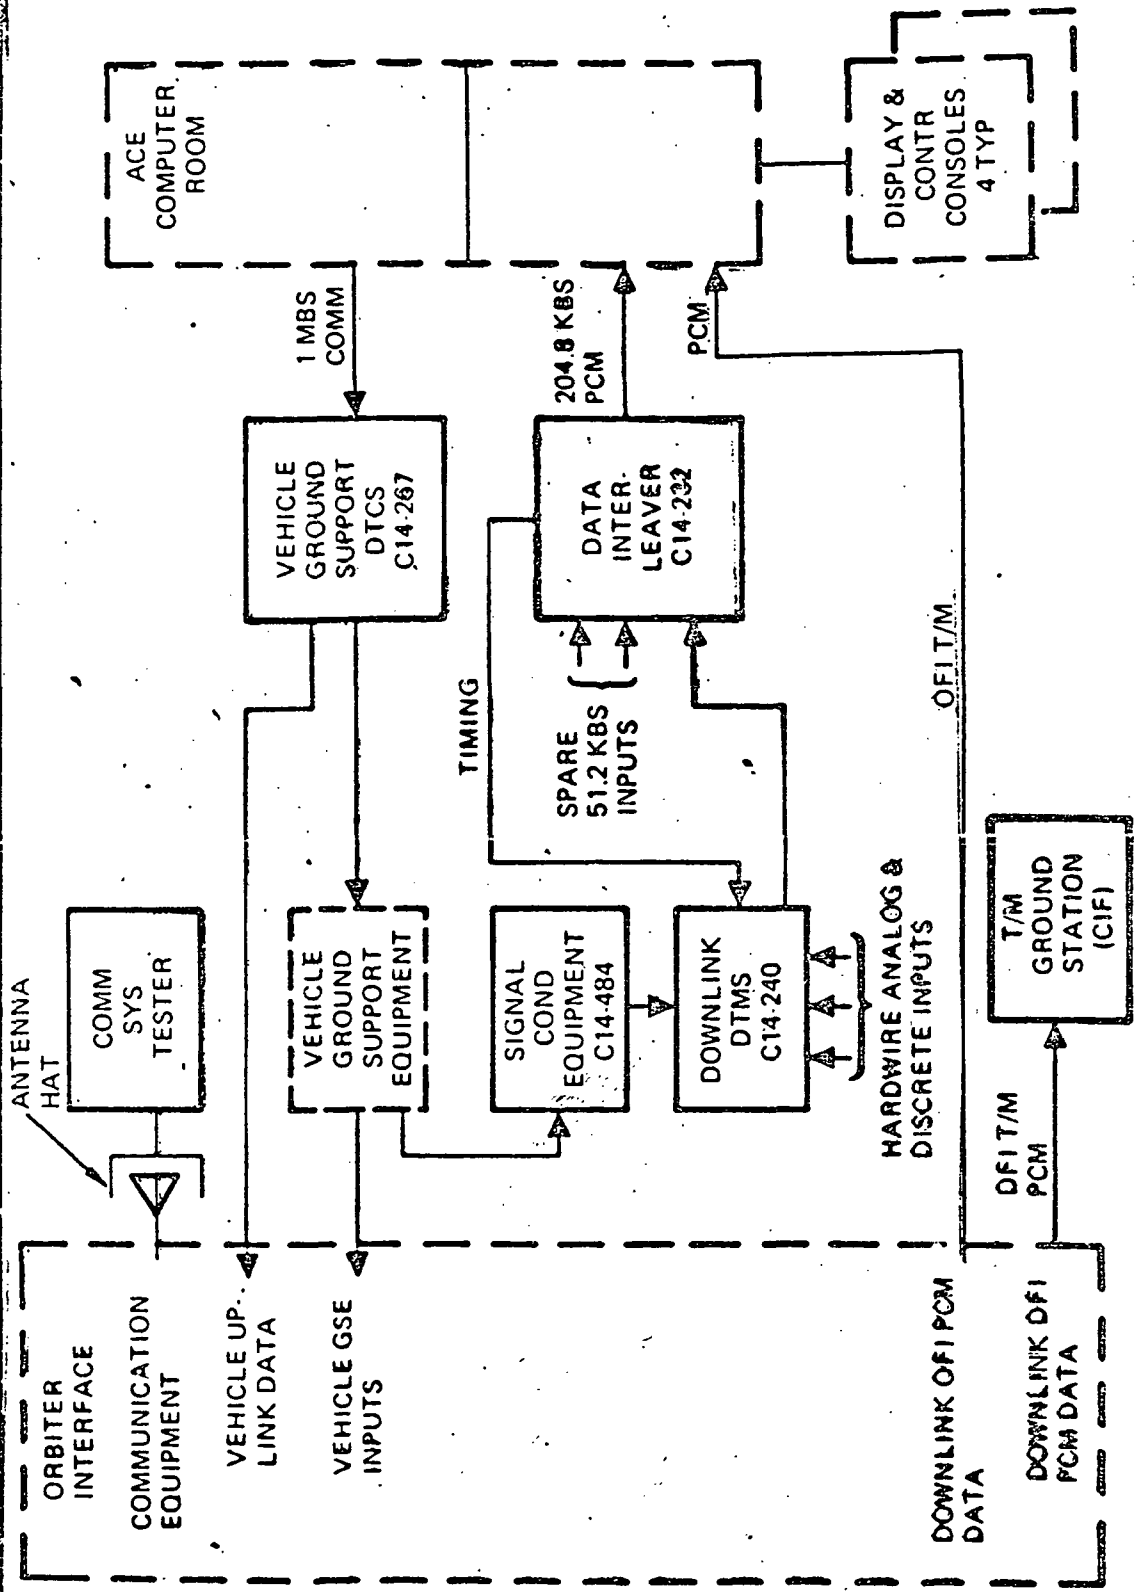 ORBITER
INTERFACE
COMMUNICATION
EQUIPMENT
VEHICLE UP-
LINK DATA
VEHICLE GSE
INPUTS
DOWNLINK OFI PCM
DATA
DOWNLINK DFI
PCM DATA
ANTENNA
HAT
COMM
SYS
TESTER
VEHICLE
GROUND
SUPPORT
EQUIPMENT
SIGNAL
COND
EQUIPMENT
C14-484
DOWNLINK
DTMS
C14-240
HARDWIRE ANALOG &
DISCRETE INPUTS
DFI T/M
PCM
T/M
GROUND
STATION
(CIF)
TIMING
SPARE
51.2 KBS
INPUTS
OFI T/M
VEHICLE
GROUND
SUPPORT
DTCS
C14-267
DATA
INTER-
LEAVER
C14-232
1 MBS
COMM
204.8 KBS
PCM
PCM
ACE
COMPUTER
ROOM
DISPLAY &
CONTR
CONSOLES
4 TYP